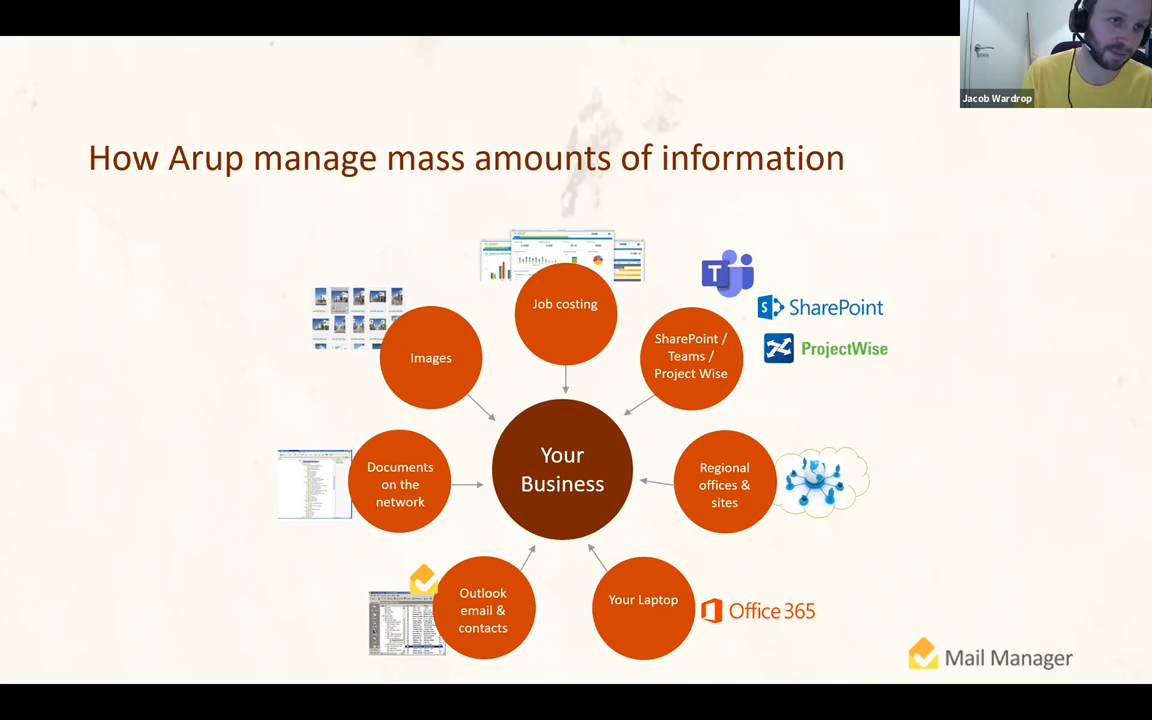 Jacob Wardrop
How Arup manage mass amounts of information
Job costing
T
S
SharePoint
ProjectWise
Images
SharePoint /
Teams /
Project Wise
Your
Business
Documents
on the
network
Regional
offices &
sites
Outlook
email &
contacts
Your Laptop
Office 365
Mail Manager